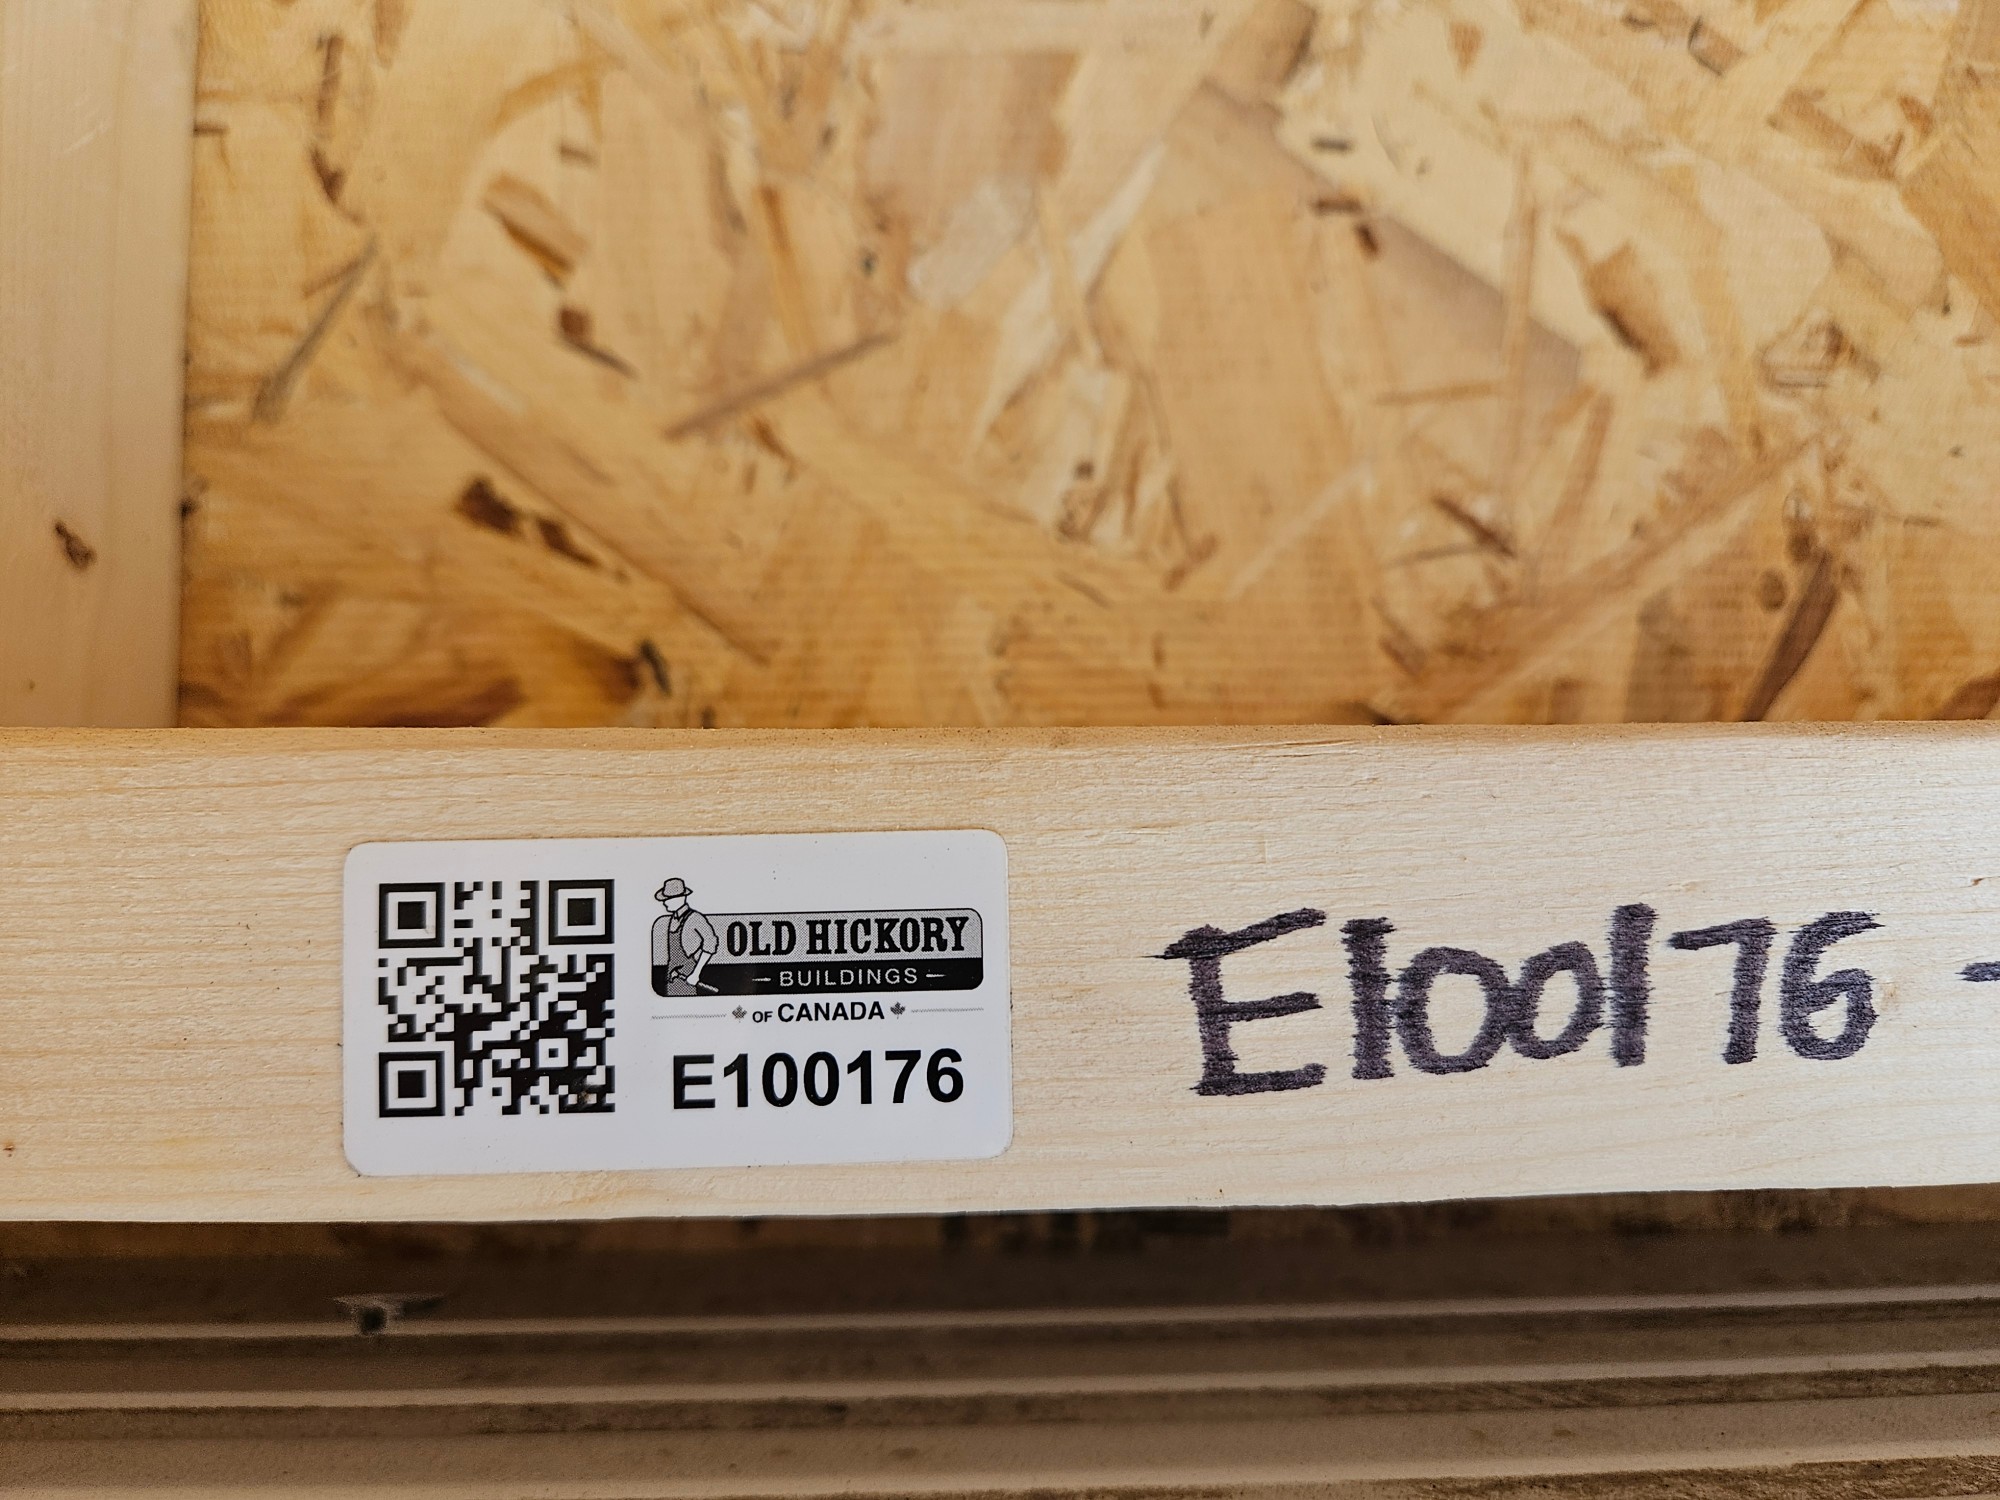 OLD HICKORY
BUILDINGS
OF CANADA
E100176
E100176 -